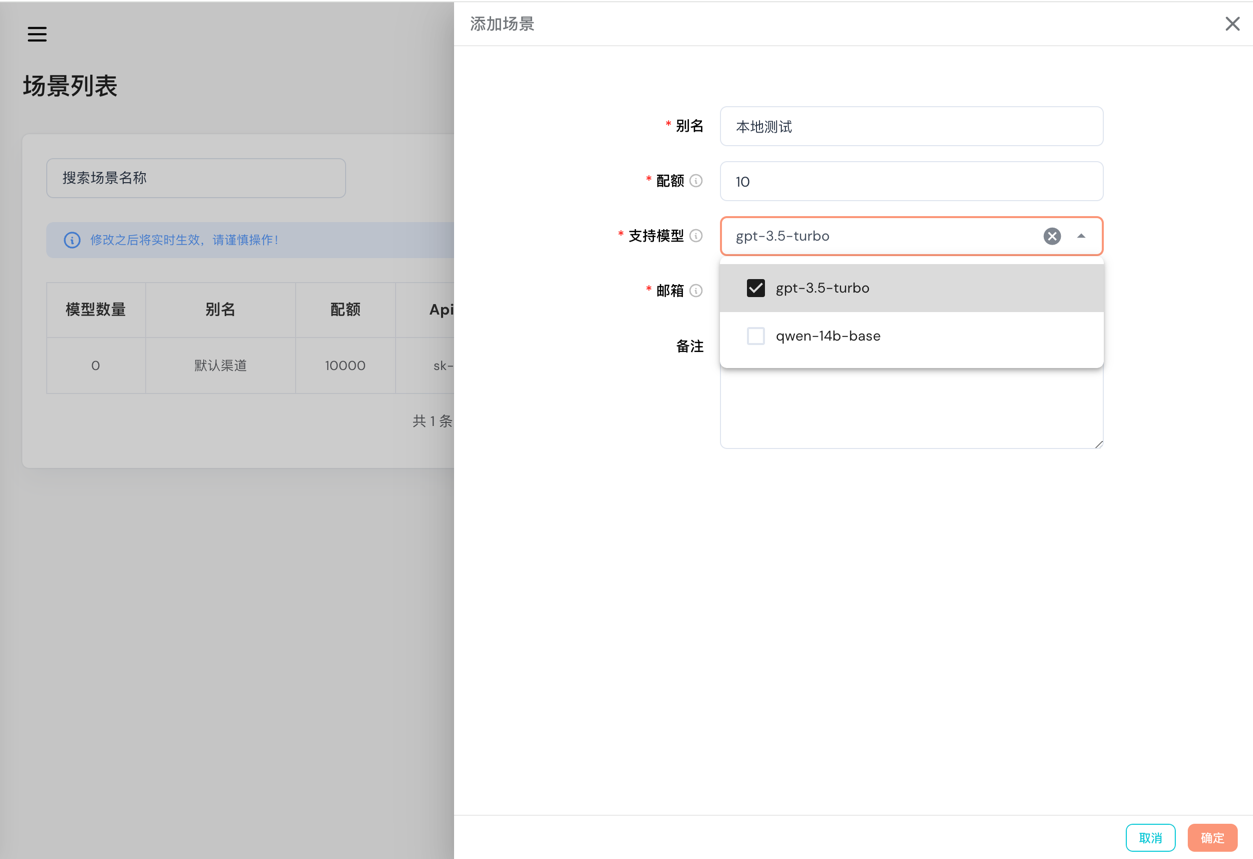 场景列表
搜索场景名称
修改之后将实时生效，请谨慎操作！
模型数量 别名 配额 Api
0 默认渠道 10000 sk-
共 1 条
添加场景
* 别名 本地测试
* 配额 10
* 支持模型 gpt-3.5-turbo
gpt-3.5-turbo
* 邮箱
qwen-14b-base
备注
取消 确定